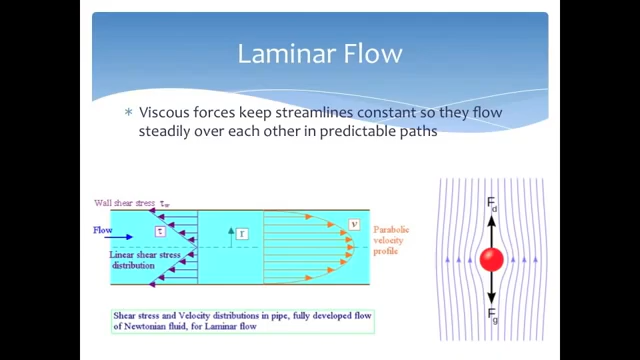 Laminar Flow
* Viscous forces keep streamlines constant so they flow
steadily over each other in predictable paths
Wall shear stress τw
Flow
τ
r
v
Parabolic
velocity
profile
Linear shear stress
distribution
Shear stress and Velocity distributions in pipe, fully developed flow
of Newtonian fluid, for Laminar flow
Fd
Fg